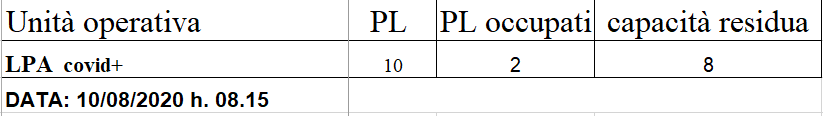 Unità operativa PL PL occupati capacità residua
LPA covid+ 10 2 8
DATA: 10/08/2020 h. 08.15